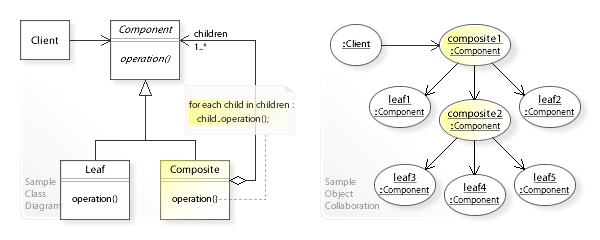 Client
Component
operation()
children
1..*
for each child in children :
child.operation();
Leaf
operation()
Composite
operation()
Sample
Class
Diagram
:Client
composite1
:Component
leaf1
:Component
composite2
:Component
leaf2
:Component
leaf3
:Component
leaf4
:Component
leaf5
:Component
Sample
Object
Collaboration